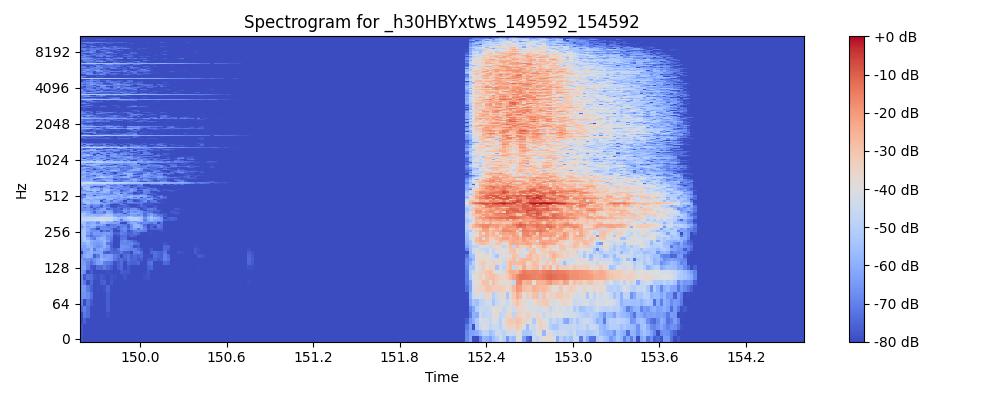 Spectrogram for _h30HBYxtws_149592_154592
8192
4096
2048
1024
512
256
128
64
0
Hz
150.0 150.6 151.2 151.8 152.4 153.0 153.6 154.2
Time
+0 dB
-10 dB
-20 dB
-30 dB
-40 dB
-50 dB
-60 dB
-70 dB
-80 dB